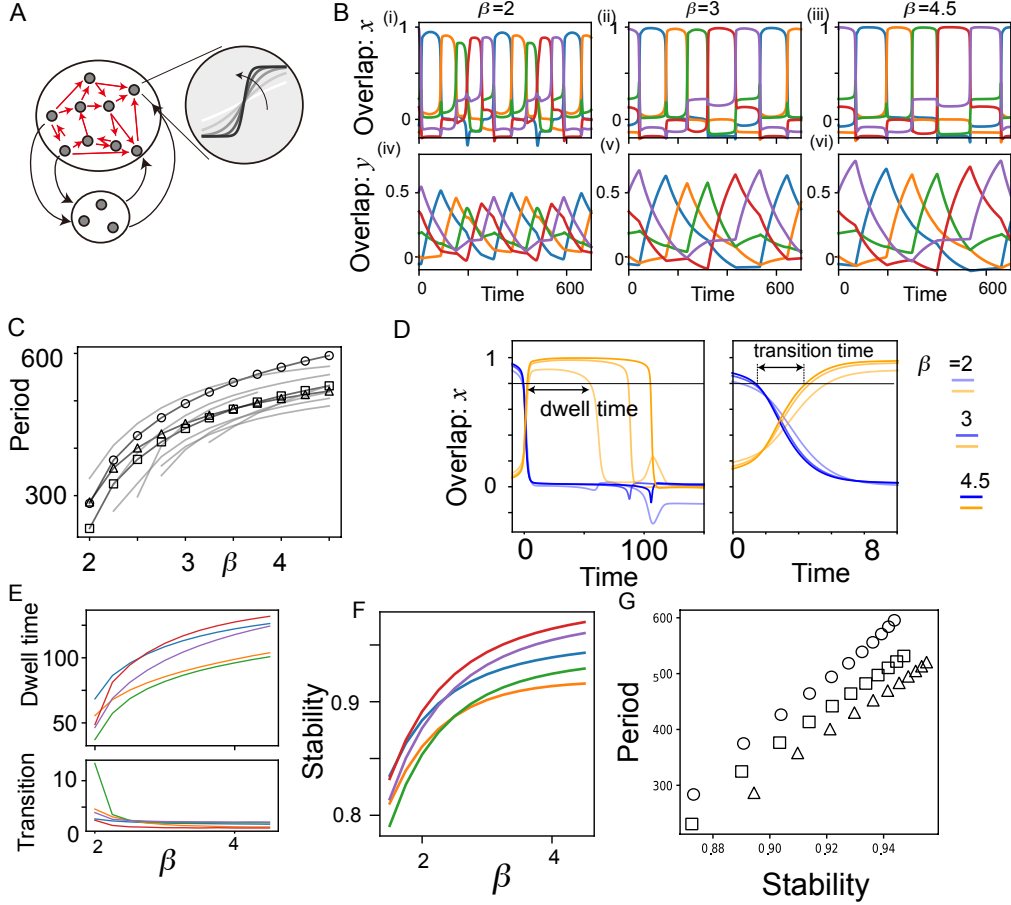 A
B
β=2
β=3
β=4.5
(i)
(ii)
(iii)
Overlap: x
1
0
(iv)
(v)
(vi)
Overlap: y
0.5
0
0
600
0
600
0
600
Time
Time
Time
C
Period
600
300
2
3
4
β
D
Overlap: x
1
0
dwell time
0
100
Time
transition time
0
8
Time
β =2
3
4.5
E
Dwell time
100
50
Transition
10
0
2
4
β
F
Stability
0.9
0.8
2
4
β
G
Period
600
500
400
300
0.88
0.90
0.92
0.94
Stability